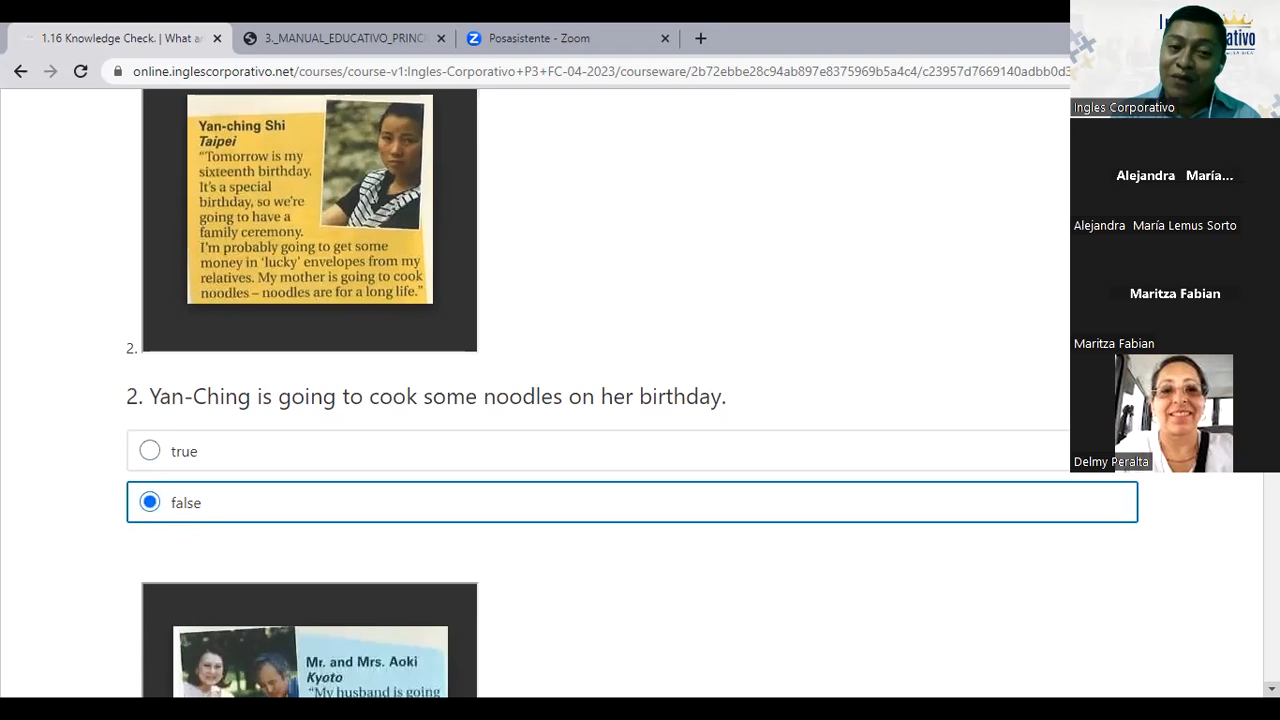 1.16 Knowledge Check. | What a
3._MANUAL_EDUCATIVO_PRINC
Posasistente - Zoom
online.inglescorporativo.net/courses/course-v1:Ingles-Corporativo+P3+FC-04-2023/courseware/2b72ebbe28c94ab897e8375969b5a4c4/c23957d7669140adbb0d3
Yan-ching Shi
Taipei
"Tomorrow is my
sixteenth birthday.
It's a special
birthday, so we're
going to have a
family ceremony.
I'm probably going to get some
money in 'lucky' envelopes from my
relatives. My mother is going to cook
noodles – noodles are for a long life."
2.
2. Yan-Ching is going to cook some noodles on her birthday.
true
false
Mr. and Mrs. Aoki
Kyoto
"My husband is going
Ingles Corporativo
Alejandra María...
Alejandra María Lemus Sorto
Maritza Fabian
Maritza Fabian
Delmy Peralta